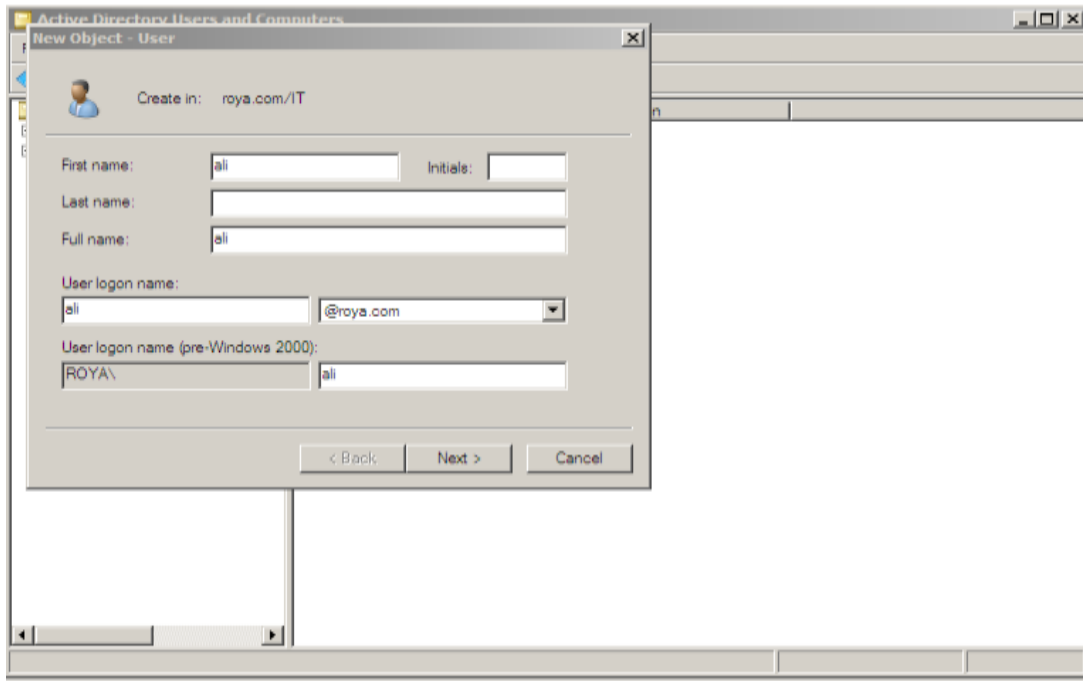 Active Directory Users and Computers
New Object - User
Create in: roya.com/IT
First name: ali Initials:
Last name:
Full name: ali
User logon name:
ali @roya.com
User logon name (pre-Windows 2000):
ROYA\ ali
< Back Next > Cancel